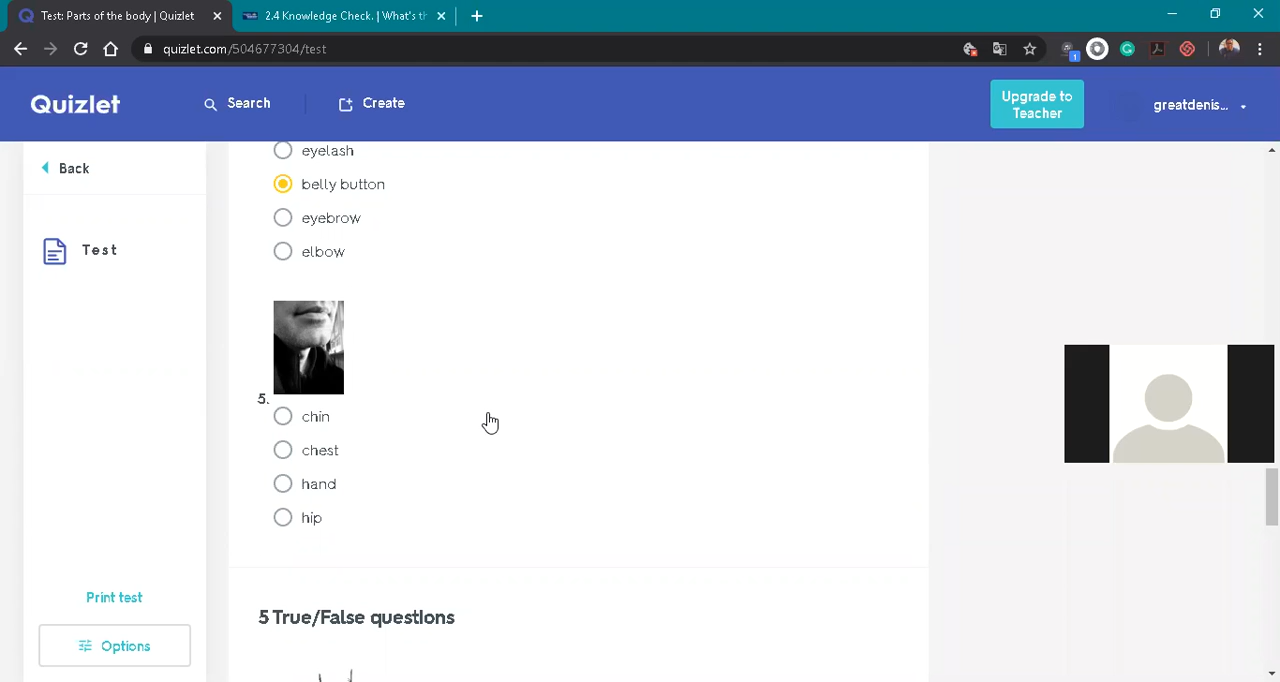 Test: Parts of the body | Quizlet
2.4 Knowledge Check. | What's th
quizlet.com/504677304/test
1
Quizlet
Search
Create
Upgrade to
Teacher
greatdenis...
Back
Test
eyelash
belly button
eyebrow
elbow
5.
chin
chest
hand
hip
5 True/False questions
Print test
Options